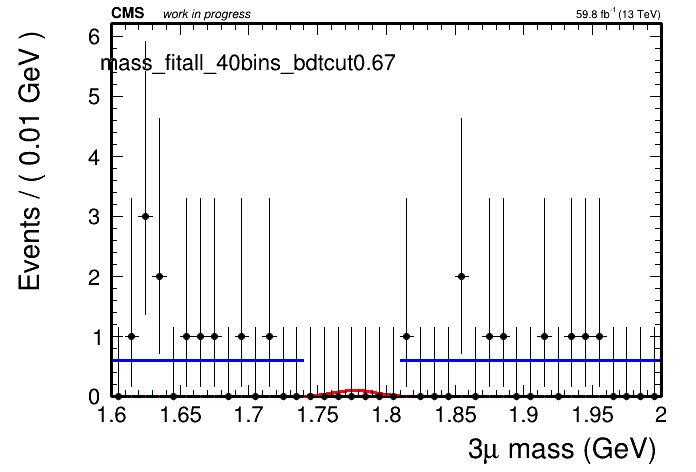 CMS work in progress 59.8 fb⁻¹ (13 TeV)
mass_fitall_40bins_bdtcut0.67
Events / ( 0.01 GeV )
6
5
4
3
2
1
0
1.6 1.65 1.7 1.75 1.8 1.85 1.9 1.95 2
3μ mass (GeV)